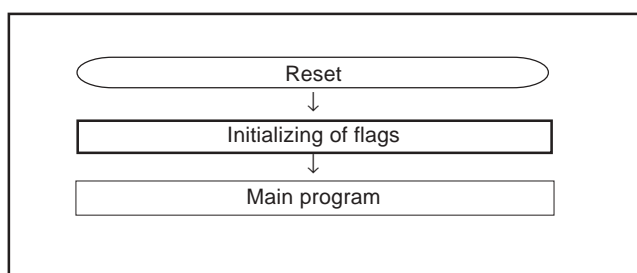 Reset
↓
Initializing of flags
↓
Main program